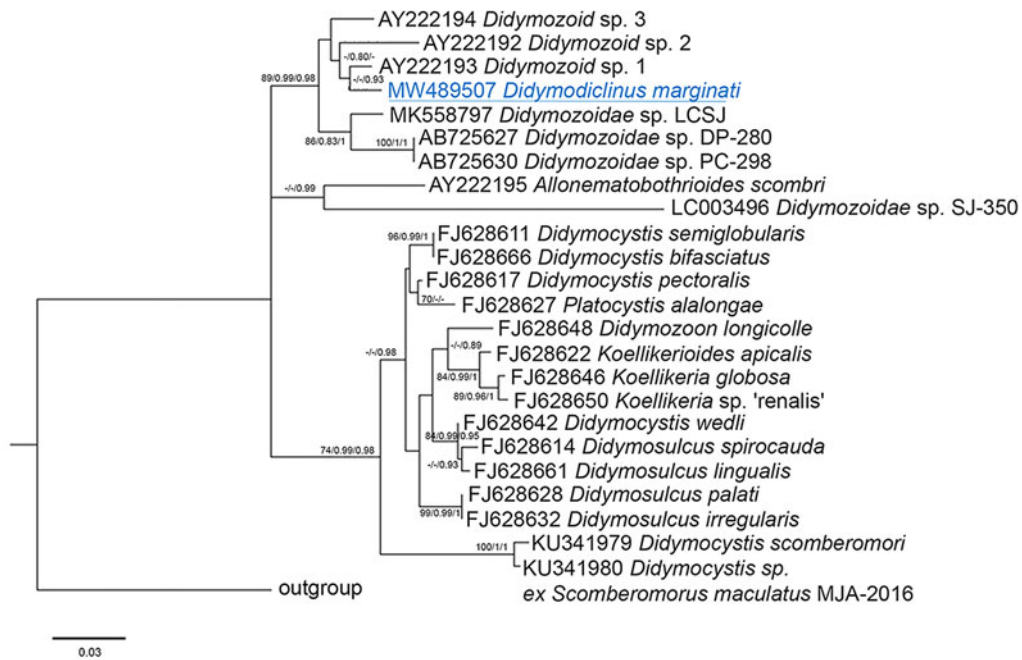 AY222194 Didymozoid sp. 3
AY222192 Didymozoid sp. 2
-/0.80/-
AY222193 Didymozoid sp. 1
89/0.99/0.98
-/-/0.93
MW489507 Didymodiclinus marginati
MK558797 Didymozoidae sp. LCSJ
86/0.83/1
100/1/1
AB725627 Didymozoidae sp. DP-280
AB725630 Didymozoidae sp. PC-298
-/-/0.99
AY222195 Allonematobothrioides scombri
LC003496 Didymozoidae sp. SJ-350
96/0.99/1
FJ628611 Didymocystis semiglobularis
FJ628666 Didymocystis bifasciatus
FJ628617 Didymocystis pectoralis
70/-/-
FJ628627 Platocystis alalongae
FJ628648 Didymozoon longicolle
-/-/0.89
-/-/0.98
FJ628622 Koellikerioides apicalis
84/0.99/1
FJ628646 Koellikeria globosa
89/0.96/1
FJ628650 Koellikeria sp. 'renalis'
FJ628642 Didymocystis wedli
84/0.99/0.95
FJ628614 Didymosulcus spirocauda
74/0.99/0.98
-/-/0.93
FJ628661 Didymosulcus lingualis
FJ628628 Didymosulcus palati
99/0.99/1
FJ628632 Didymosulcus irregularis
100/1/1
KU341979 Didymocystis scomberomori
KU341980 Didymocystis sp.
ex Scomberomorus maculatus MJA-2016
outgroup
0.03